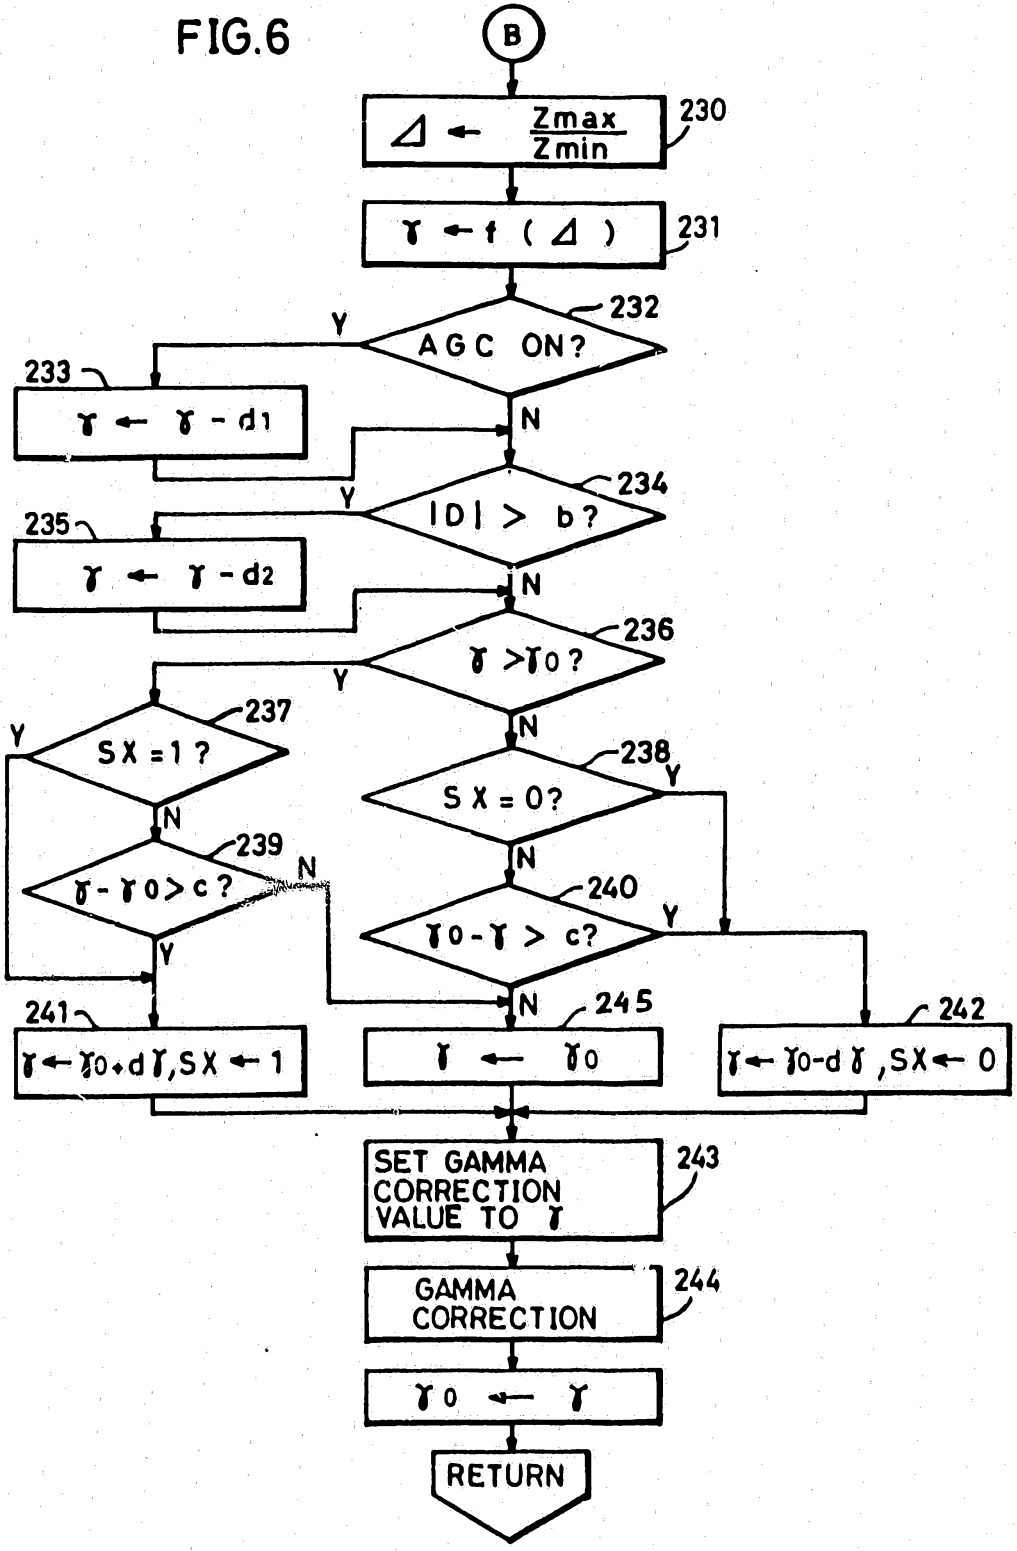 FIG.6
B
⊿ ← Zmax
Zmin
230
γ ← f ( ⊿ )
231
232
Y
AGC ON?
233
γ ← γ - d1
N
234
Y
|D| > b?
235
γ ← γ - d2
N
236
γ > γ0?
Y
237
N
Y
SX = 1?
238
Y
SX = 0?
N
239
N
N
γ - γ0 > c?
240
Y
γ0 - γ > c?
Y
N
241
245
242
γ ← γ0+dγ, SX ← 1
γ ← γ0
γ ← γ0-dγ, SX ← 0
SET GAMMA
CORRECTION
VALUE TO γ
243
GAMMA
CORRECTION
244
γ0 ← γ
RETURN